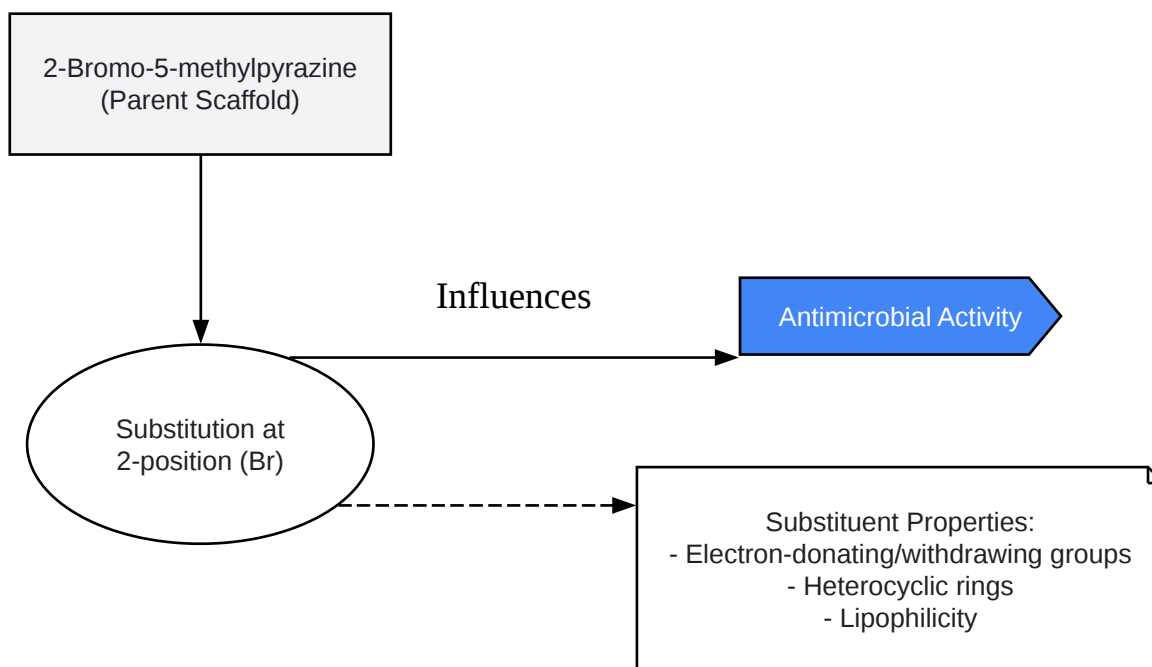 2-Bromo-5-methylpyrazine
(Parent Scaffold)
Influences
Antimicrobial Activity
Substitution at
2-position (Br)
Substituent Properties:
- Electron-donating/withdrawing groups
- Heterocyclic rings
- Lipophilicity